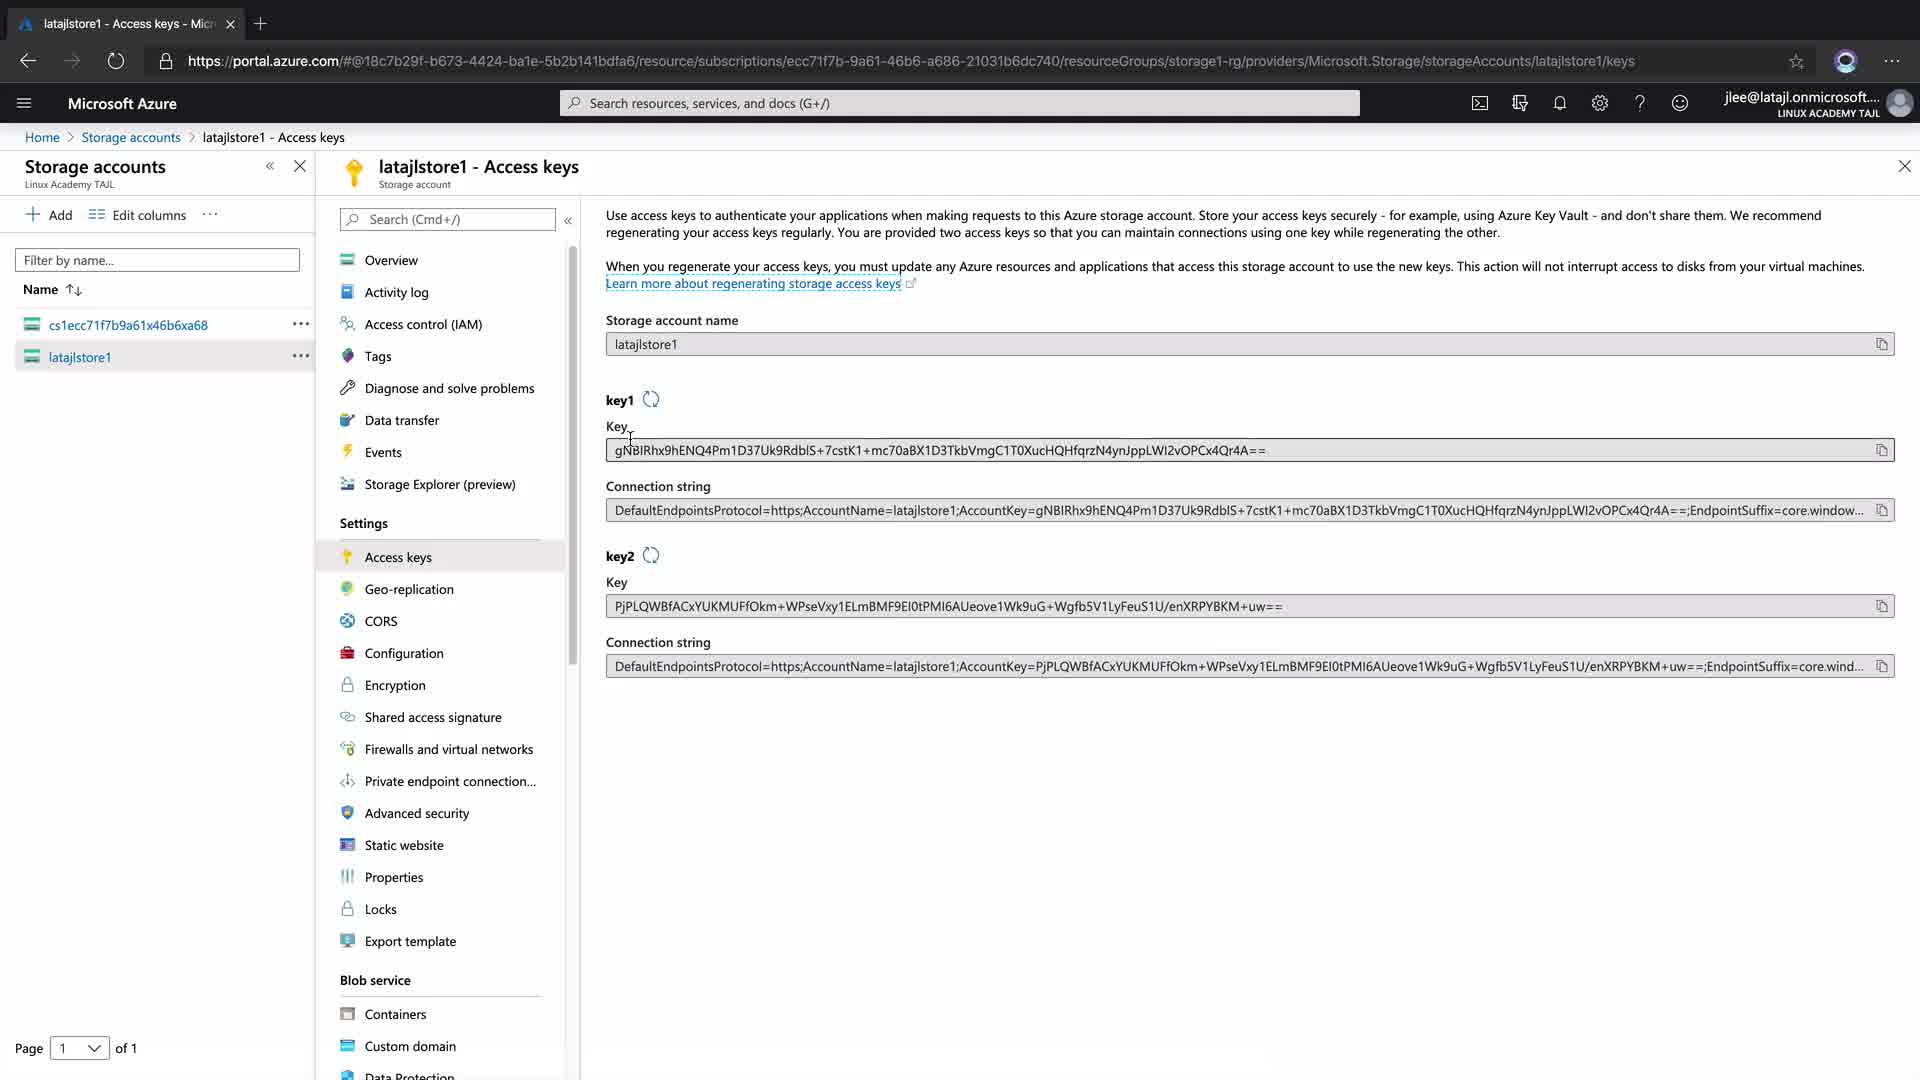 latajlstore1 - Access keys - Micr
https://portal.azure.com/#@18c7b29f-b673-4424-ba1e-5b2b141bdfa6/resource/subscriptions/ecc71f7b-9a61-46b6-a686-21031b6dc740/resourceGroups/storage1-rg/providers/Microsoft.Storage/storageAccounts/latajlstore1/keys
Microsoft Azure
Search resources, services, and docs (G+/)
jlee@latajl.onmicrosoft....
LINUX ACADEMY TAJL
Home > Storage accounts > latajlstore1 - Access keys
Storage accounts
Linux Academy TAJL
Add Edit columns ...
Filter by name...
Name
cs1ecc71f7b9a61x46b6xa68
latajlstore1
Page 1 of 1
latajlstore1 - Access keys
Storage account
Search (Cmd+/)
Overview
Activity log
Access control (IAM)
Tags
Diagnose and solve problems
Data transfer
Events
Storage Explorer (preview)
Settings
Access keys
Geo-replication
CORS
Configuration
Encryption
Shared access signature
Firewalls and virtual networks
Private endpoint connection...
Advanced security
Static website
Properties
Locks
Export template
Blob service
Containers
Custom domain
Data Protection
Use access keys to authenticate your applications when making requests to this Azure storage account. Store your access keys securely - for example, using Azure Key Vault - and don't share them. We recommend
regenerating your access keys regularly. You are provided two access keys so that you can maintain connections using one key while regenerating the other.
When you regenerate your access keys, you must update any Azure resources and applications that access this storage account to use the new keys. This action will not interrupt access to disks from your virtual machines.
Learn more about regenerating storage access keys
Storage account name
latajlstore1
key1
Key
gNBIRhx9hENQ4Pm1D37Uk9RdblS+7cstK1+mc70aBX1D3TkbVmgC1T0XucHQHfqrzN4ynJppLWI2vOPCx4Qr4A==
Connection string
DefaultEndpointsProtocol=https;AccountName=latajlstore1;AccountKey=gNBIRhx9hENQ4Pm1D37Uk9RdblS+7cstK1+mc70aBX1D3TkbVmgC1T0XucHQHfqrzN4ynJppLWI2vOPCx4Qr4A==;EndpointSuffix=core.window...
key2
Key
PjPLQWBfACxYUKMUFfOkm+WPseVxy1ELmBMF9EI0tPMI6AUeove1Wk9uG+Wgfb5V1LyFeuS1U/enXRPYBKM+uw==
Connection string
DefaultEndpointsProtocol=https;AccountName=latajlstore1;AccountKey=PjPLQWBfACxYUKMUFfOkm+WPseVxy1ELmBMF9EI0tPMI6AUeove1Wk9uG+Wgfb5V1LyFeuS1U/enXRPYBKM+uw==;EndpointSuffix=core.wind...